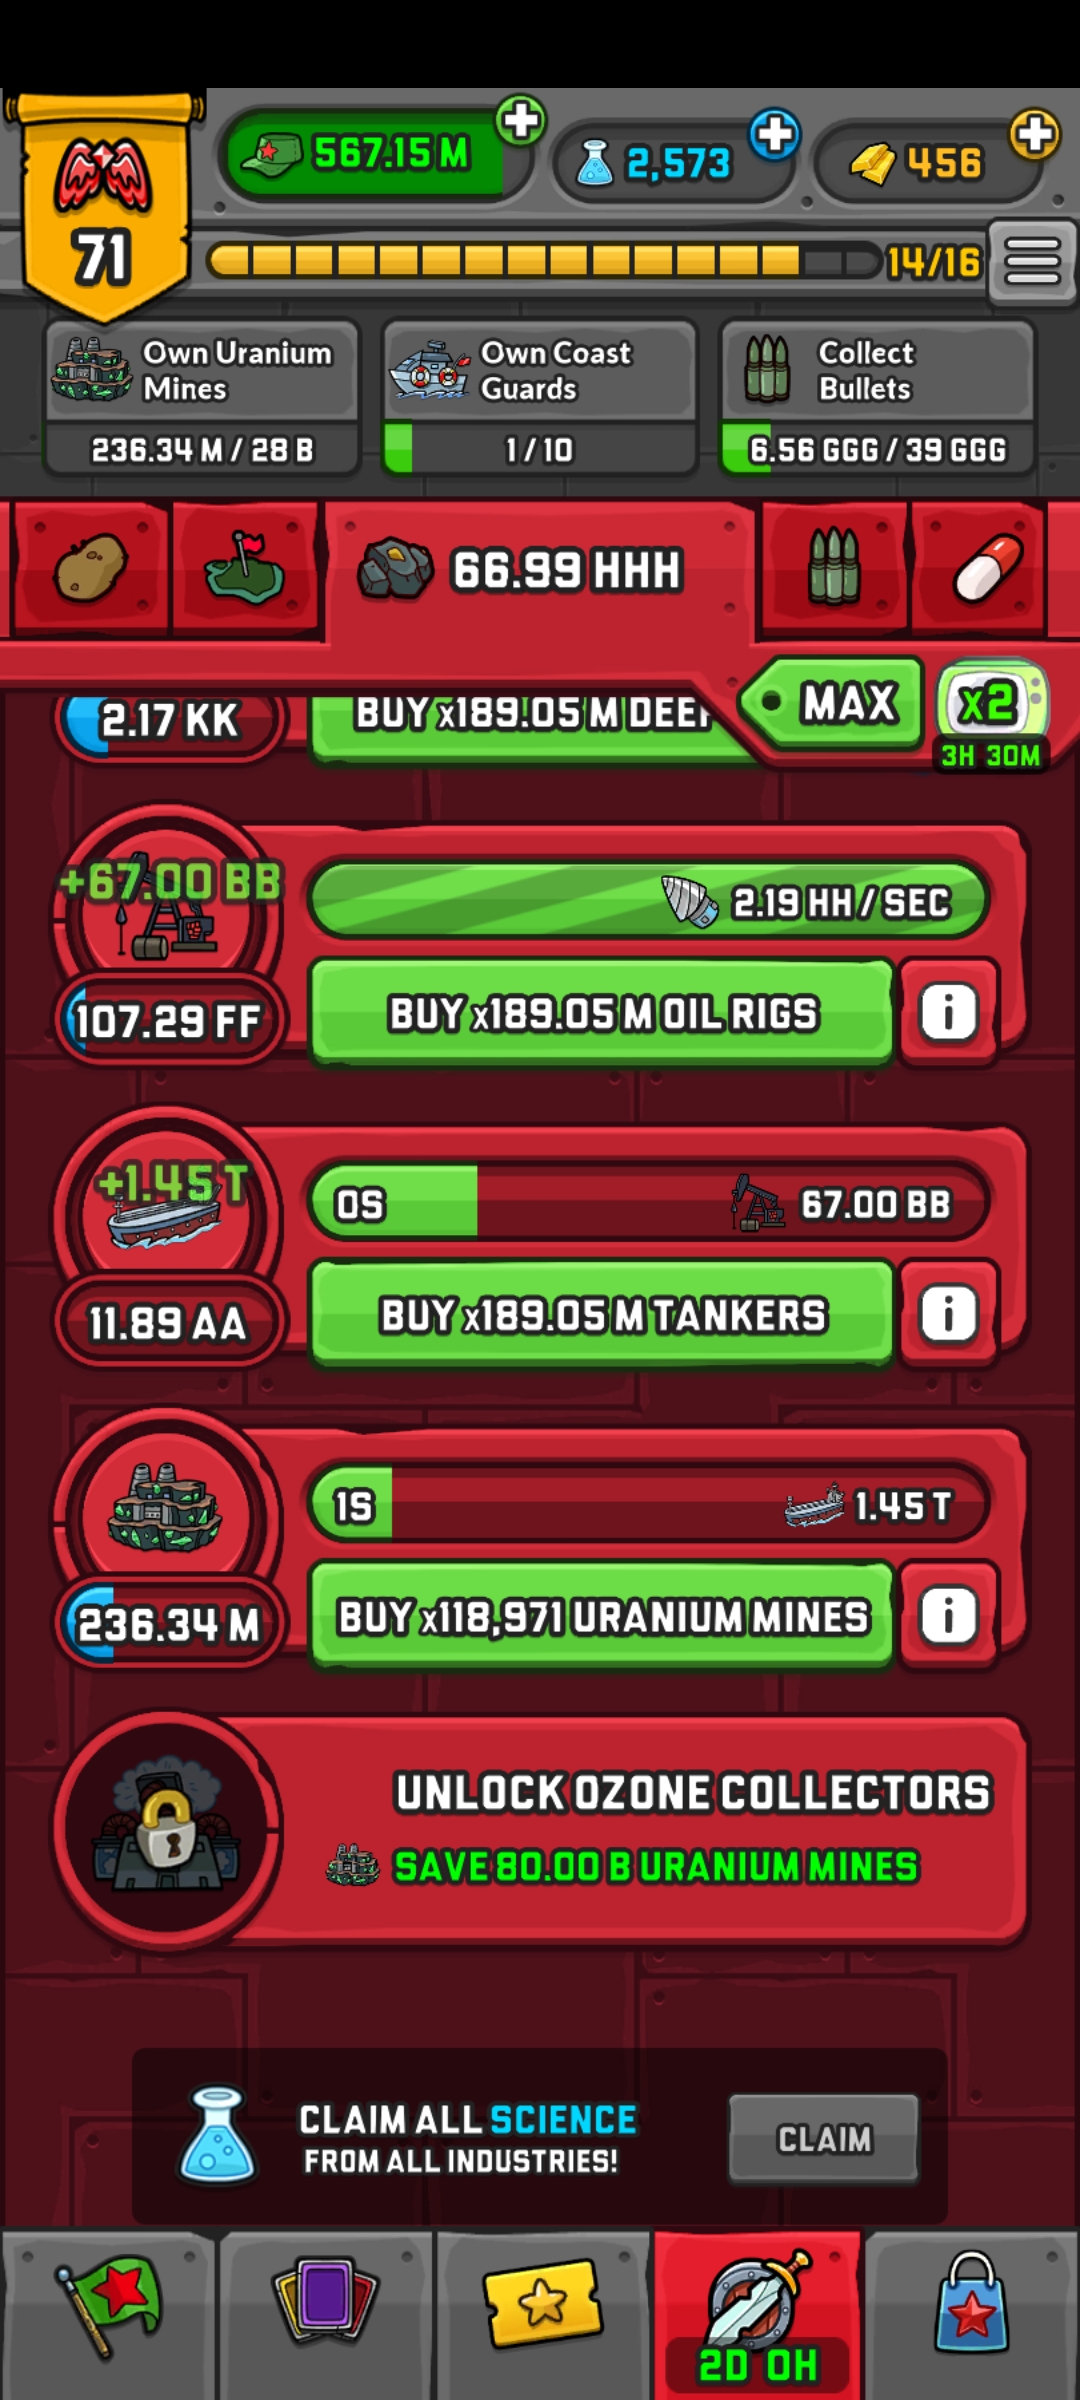 567.15 M
2,573
456
71
14/16
Own Uranium
Mines
236.34 M / 28 B
Own Coast
Guards
1 / 10
Collect
Bullets
6.56 GGG / 39 GGG
66.99 HHH
MAX
x2
3H 30M
2.17 KK
BUY x189.05 M DEEP
+67.00 BB
2.19 HH / SEC
107.29 FF
BUY x189.05 M OIL RIGS
i
+1.45 T
0S
67.00 BB
11.89 AA
BUY x189.05 M TANKERS
i
1S
1.45 T
236.34 M
BUY x118,971 URANIUM MINES
i
UNLOCK OZONE COLLECTORS
SAVE 80.00 B URANIUM MINES
CLAIM ALL SCIENCE
FROM ALL INDUSTRIES!
CLAIM
2D 0H